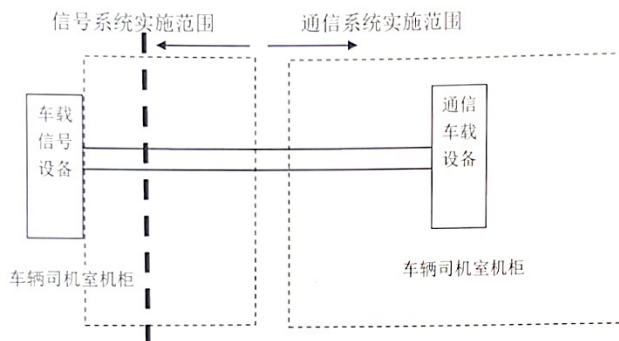 信号系统实施范围
通信系统实施范围
车载
信号
设备
通信
车载
设备
车辆司机室机柜
车辆司机室机柜